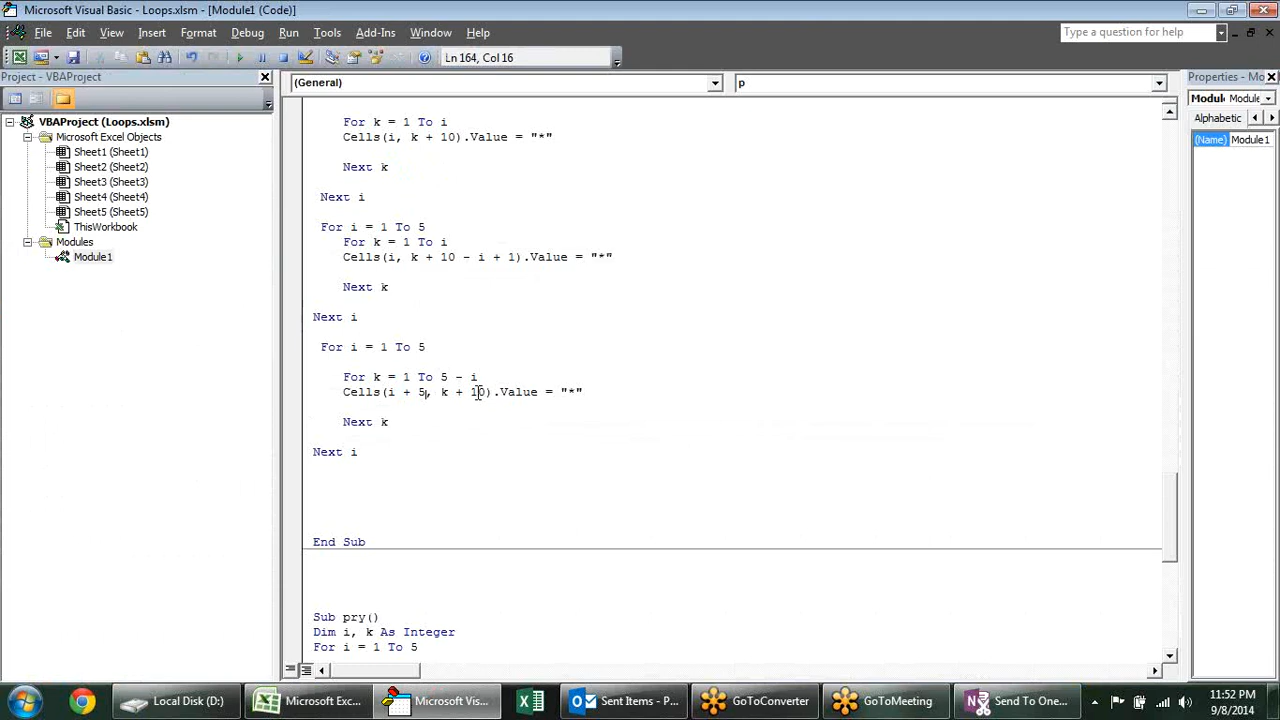 Microsoft Visual Basic - Loops.xlsm - [Module1 (Code)]
File Edit View Insert Format Debug Run Tools Add-Ins Window Help
Type a question for help
Ln 164, Col 16
Project - VBAProject
(General)
p
Properties - Mo
VBAProject (Loops.xlsm)
Microsoft Excel Objects
Sheet1 (Sheet1)
Sheet2 (Sheet2)
Sheet3 (Sheet3)
Sheet4 (Sheet4)
Sheet5 (Sheet5)
ThisWorkbook
Modules
Module1
Module Module
Alphabetic
(Name) Module1
For k = 1 To i
Cells(i, k + 10).Value = "*"
Next k
Next i
For i = 1 To 5
For k = 1 To i
Cells(i, k + 10 - i + 1).Value = "*"
Next k
Next i
For i = 1 To 5
For k = 1 To 5 - i
Cells(i + 5, k + 10).Value = "*"
Next k
Next i
End Sub
Sub pry()
Dim i, k As Integer
For i = 1 To 5
Local Disk (D:)
Microsoft Exc...
Microsoft Vis...
Sent Items - P...
GoToConverter
GoToMeeting
Send To One...
11:52 PM
9/8/2014